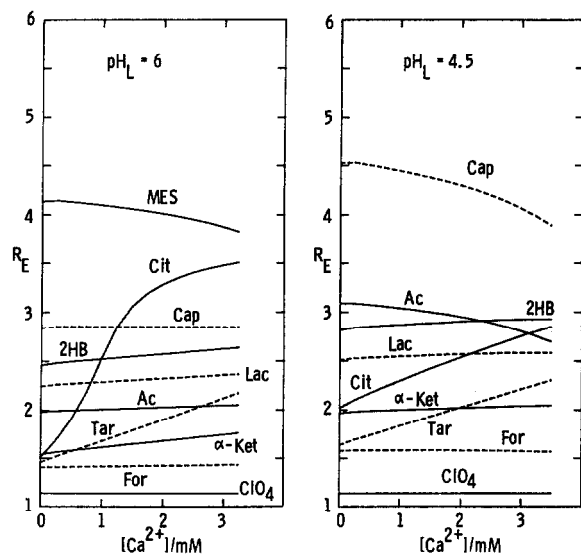 6
pH_L = 6
5
MES
4
R_E
Cit
3
Cap
2HB
Lac
2
Ac
Tar
α-Ket
For
ClO₄
1
0 1 2 3
[Ca²⁺]/mM
6
pH_L = 4.5
5
Cap
4
Ac
2HB
3
Lac
Cit
α-Ket
2
Tar
For
ClO₄
1
0 1 2 3
[Ca²⁺]/mM